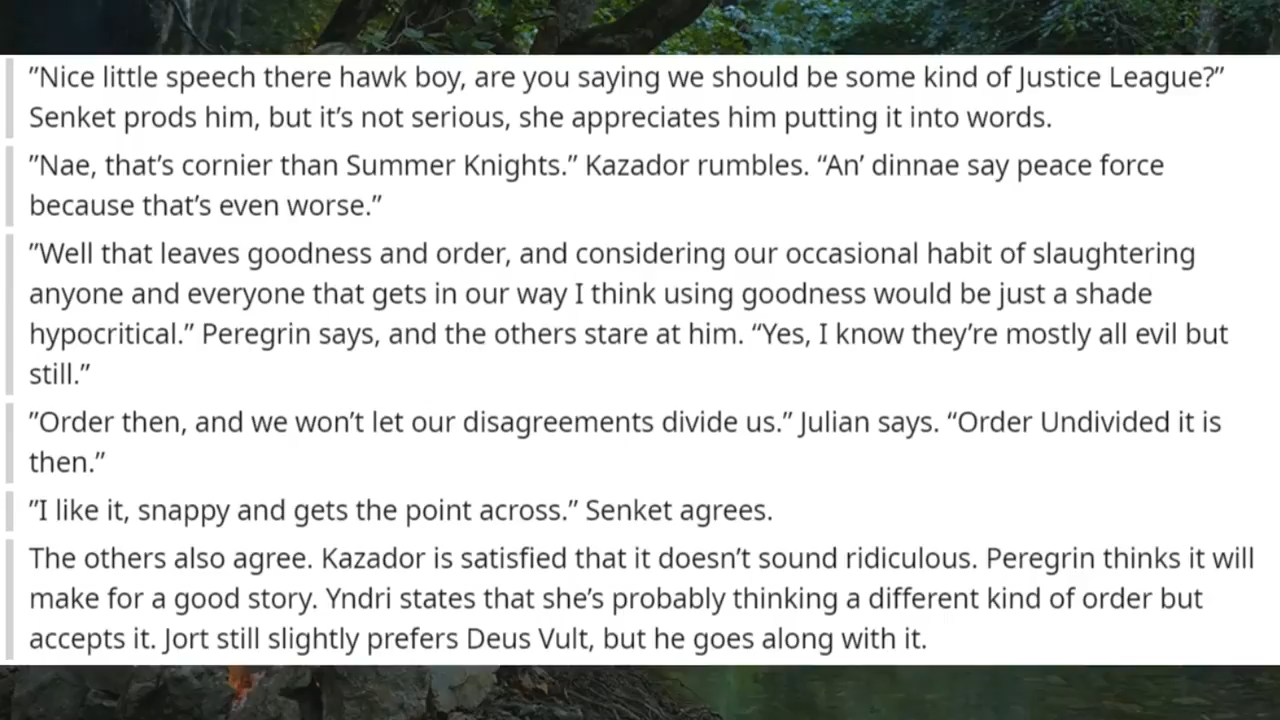 ”Nice little speech there hawk boy, are you saying we should be some kind of Justice League?”
Senket prods him, but it’s not serious, she appreciates him putting it into words.
”Nae, that’s cornier than Summer Knights.” Kazador rumbles. “An’ dinnae say peace force
because that’s even worse.”
”Well that leaves goodness and order, and considering our occasional habit of slaughtering
anyone and everyone that gets in our way I think using goodness would be just a shade
hypocritical.” Peregrin says, and the others stare at him. “Yes, I know they’re mostly all evil but
still.”
”Order then, and we won’t let our disagreements divide us.” Julian says. “Order Undivided it is
then.”
”I like it, snappy and gets the point across.” Senket agrees.
The others also agree. Kazador is satisfied that it doesn’t sound ridiculous. Peregrin thinks it will
make for a good story. Yndri states that she’s probably thinking a different kind of order but
accepts it. Jort still slightly prefers Deus Vult, but he goes along with it.